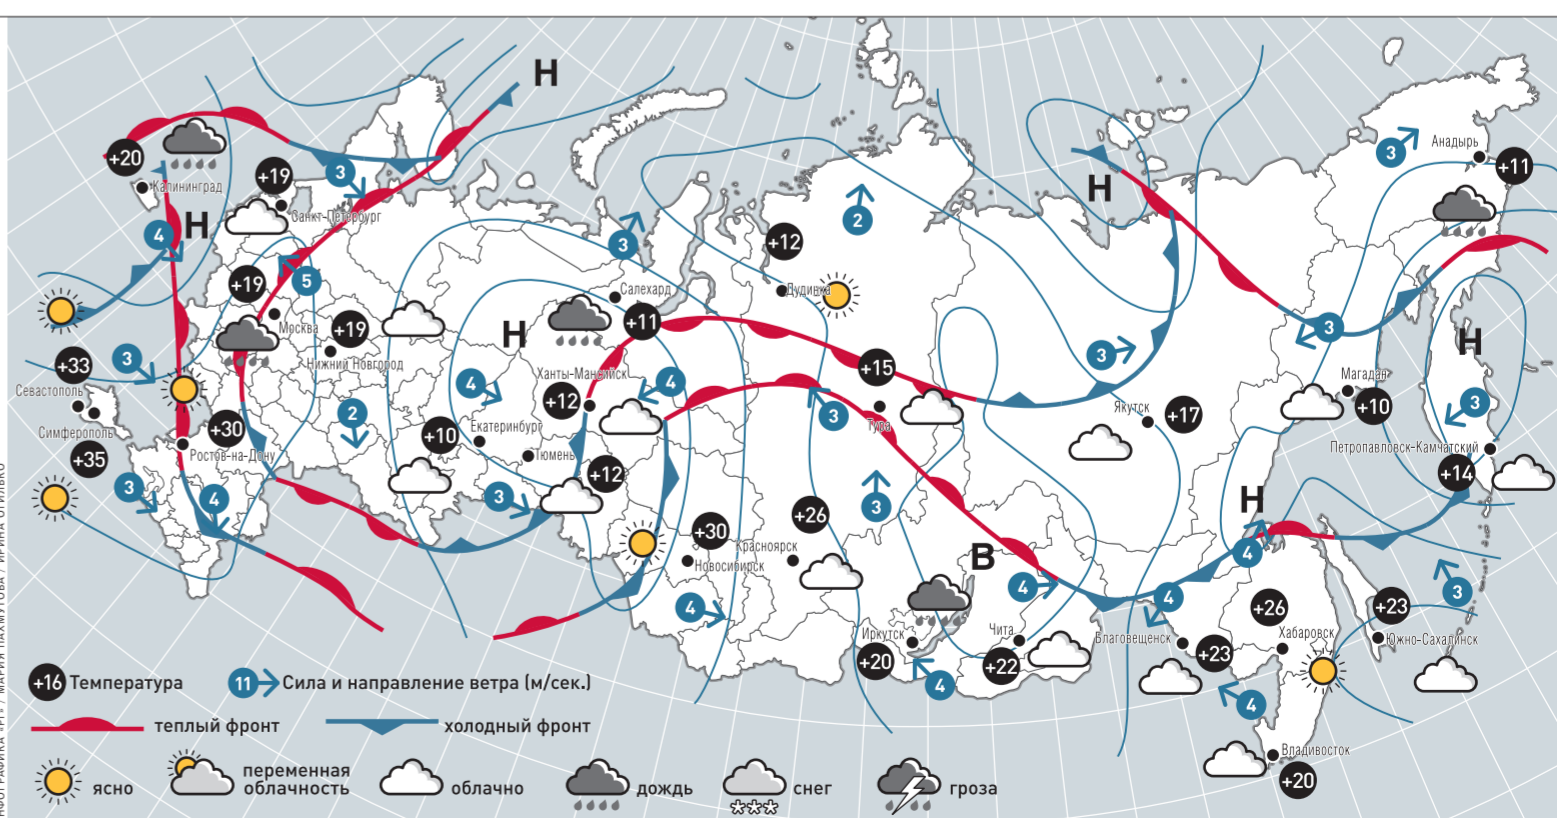 Н
+20
Калининград
3
+19
Санкт-Петербург
Н
4
+19
5
Москва
+19
Нижний Новгород
3
+33
Севастополь
Симферополь
+35
+30
Ростов-на-Дону
3
4
2
+10
Екатеринбург
Тюмень
3
Н
4
Ханты-Мансийск
+12
+12
Салехард
+11
3
4
+12
Дудинка
2
+15
Тура
3
3
+30
Новосибирск
4
+26
Красноярск
Иркутск
+20
4
В
4
Чита
+22
Н
3
Якутск
+17
3
Анадырь
+11
3
Н
Магадан
+10
3
Петропавловск-Камчатский
+14
Н
4
4
Благовещенск
+23
+26
Хабаровск
+23
Южно-Сахалинск
3
4
Владивосток
+20
+16 Температура
11 Сила и направление ветра (м/сек.)
теплый фронт
холодный фронт
ясно
переменная
облачность
облачно
дождь
снег
гроза